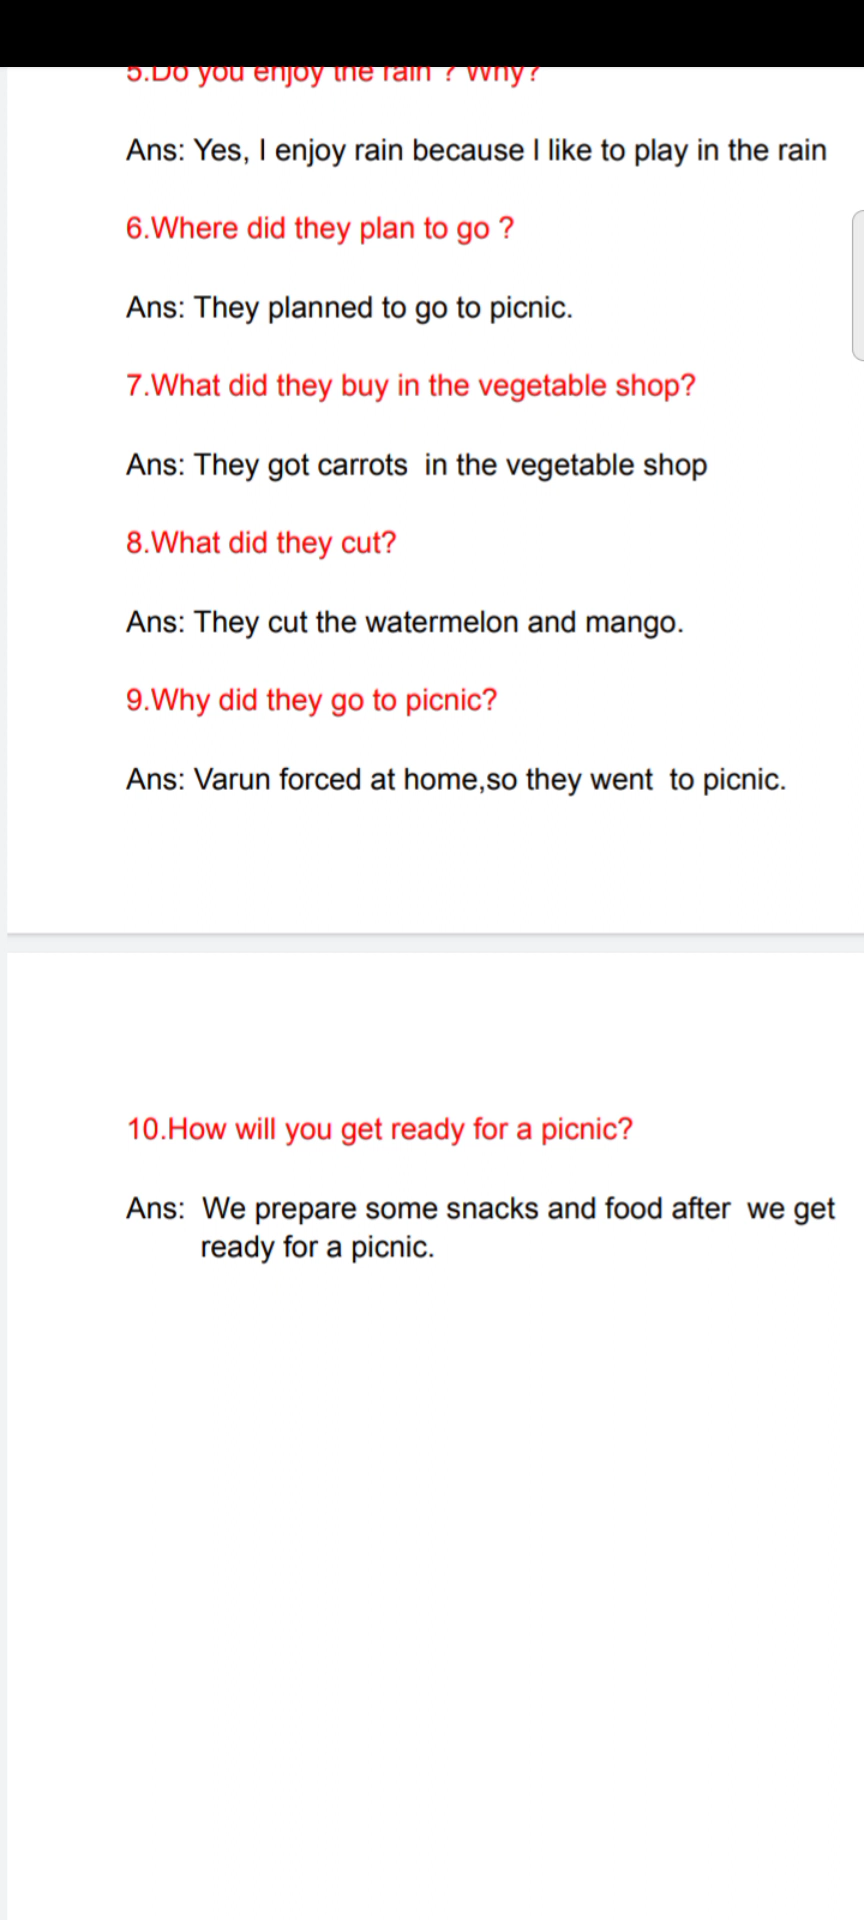 5.Do you enjoy the rain ? Why?
Ans: Yes, I enjoy rain because I like to play in the rain
6.Where did they plan to go ?
Ans: They planned to go to picnic.
7.What did they buy in the vegetable shop?
Ans: They got carrots  in the vegetable shop
8.What did they cut?
Ans: They cut the watermelon and mango.
9.Why did they go to picnic?
Ans: Varun forced at home,so they went  to picnic.
10.How will you get ready for a picnic?
Ans:  We prepare some snacks and food after  we get
ready for a picnic.